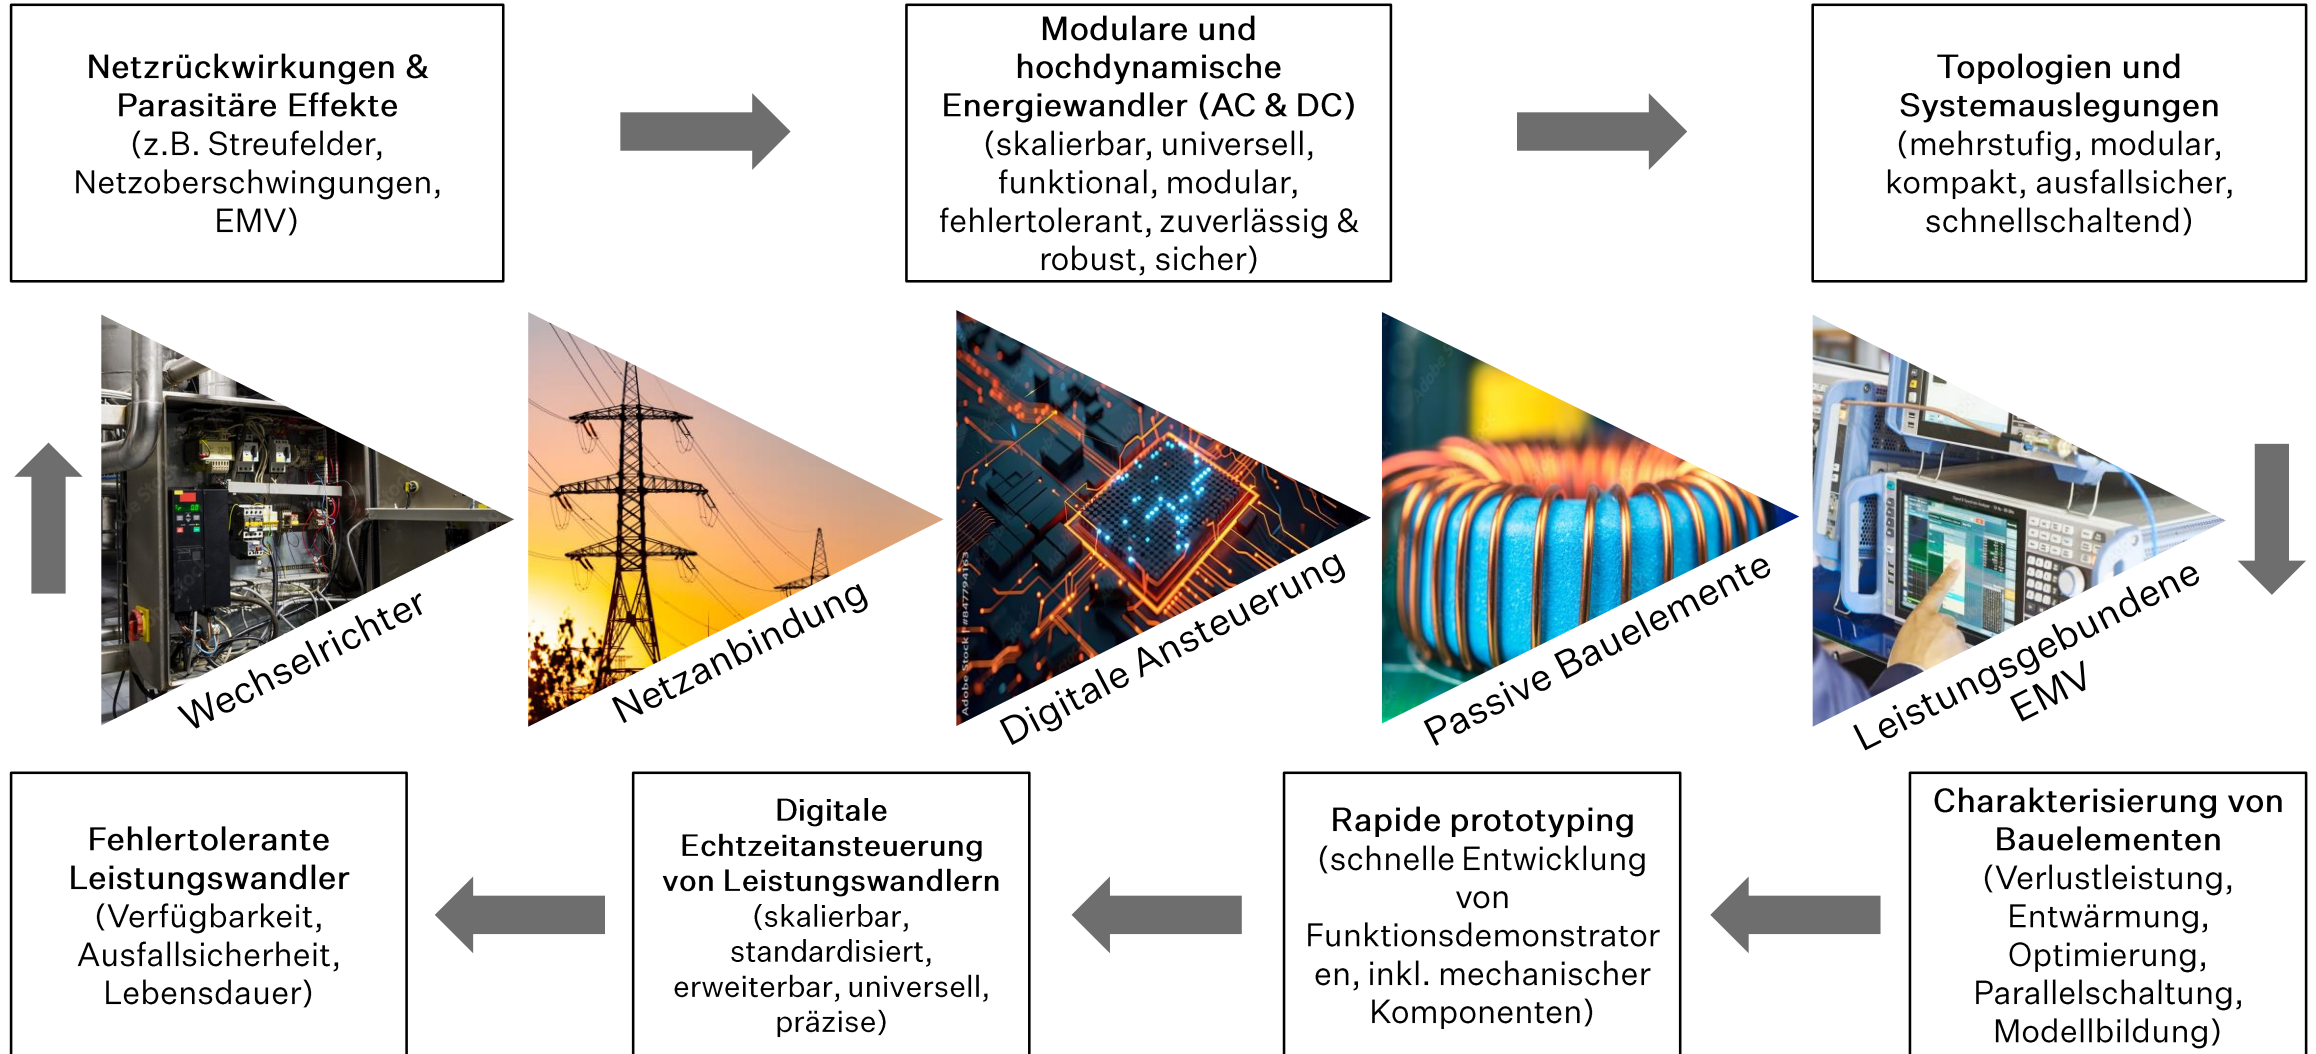 Netzrückwirkungen &
Parasitäre Effekte
(z.B. Streufelder,
Netzoberschwingungen,
EMV)
Modulare und
hochdynamische
Energiewandler (AC & DC)
(skalierbar, universell,
funktional, modular,
fehlertolerant, zuverlässig &
robust, sicher)
Topologien und
Systemauslegungen
(mehrstufig, modular,
kompakt, ausfallsicher,
schnellschaltend)
Wechselrichter
Netzanbindung
Adobe Stock | #847794163
Digitale Ansteuerung
Passive Bauelemente
Leistungsgebundene
EMV
Fehlertolerante
Leistungswandler
(Verfügbarkeit,
Ausfallsicherheit,
Lebensdauer)
Digitale
Echtzeitansteuerung
von Leistungswandlern
(skalierbar,
standardisiert,
erweiterbar, universell,
präzise)
Rapide prototyping
(schnelle Entwicklung
von
Funktionsdemonstrator
en, inkl. mechanischer
Komponenten)
Charakterisierung von
Bauelementen
(Verlustleistung,
Entwärmung,
Optimierung,
Parallelschaltung,
Modellbildung)